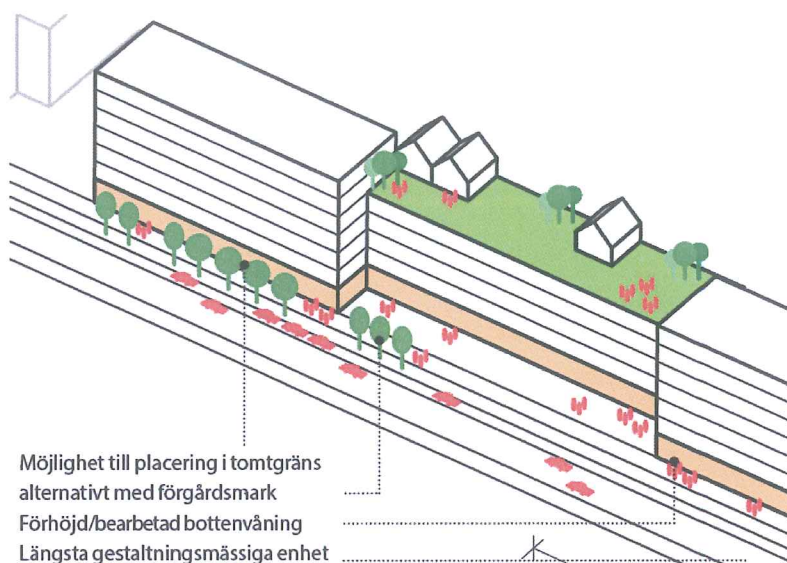 Möjlighet till placering i tomtgräns
alternativt med förgårdsmark
Förhöjd/bearbetad bottenvåning
Längsta gestaltningsmässiga enhet